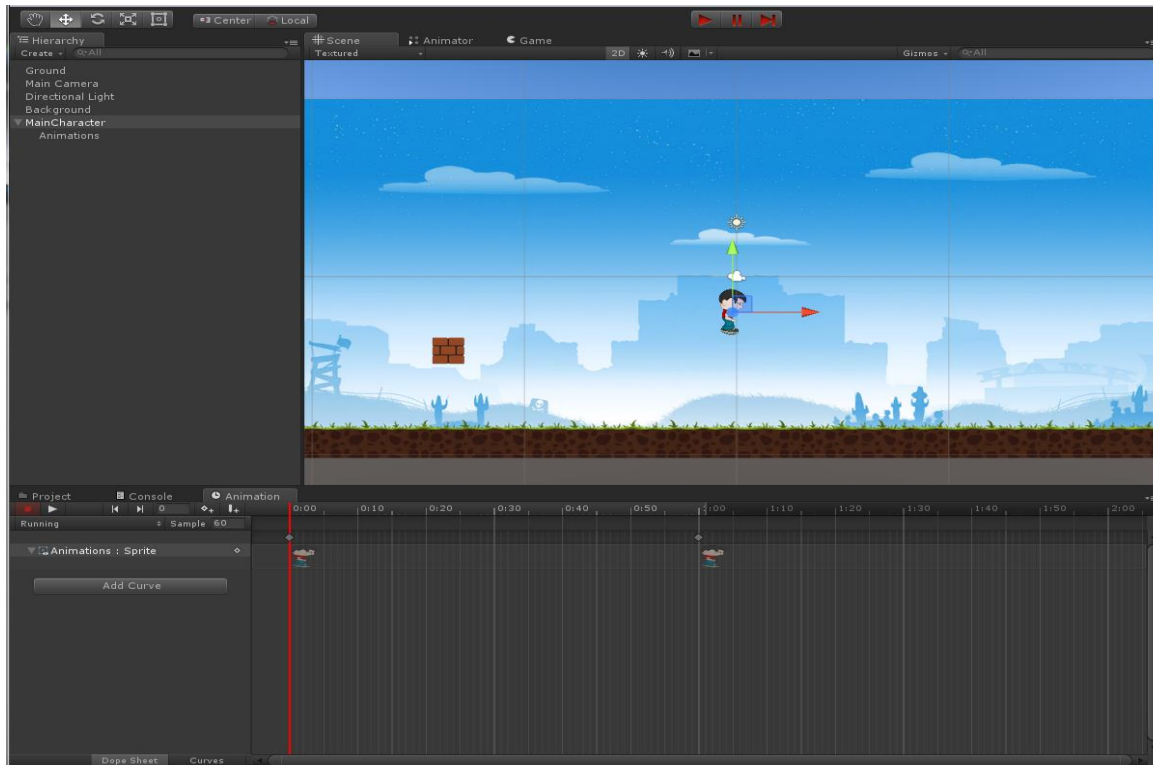 Center Local
Hierarchy
Create All
Ground
Main Camera
Directional Light
Background
MainCharacter
Animations
Scene Animator Game
Textured 2D Gizmos All
Project Console Animation
0 0:00 0:10 0:20 0:30 0:40 0:50 1:00 1:10 1:20 1:30 1:40 1:50 2:00
Running Sample 60
Animations : Sprite
Add Curve
Dope Sheet Curves